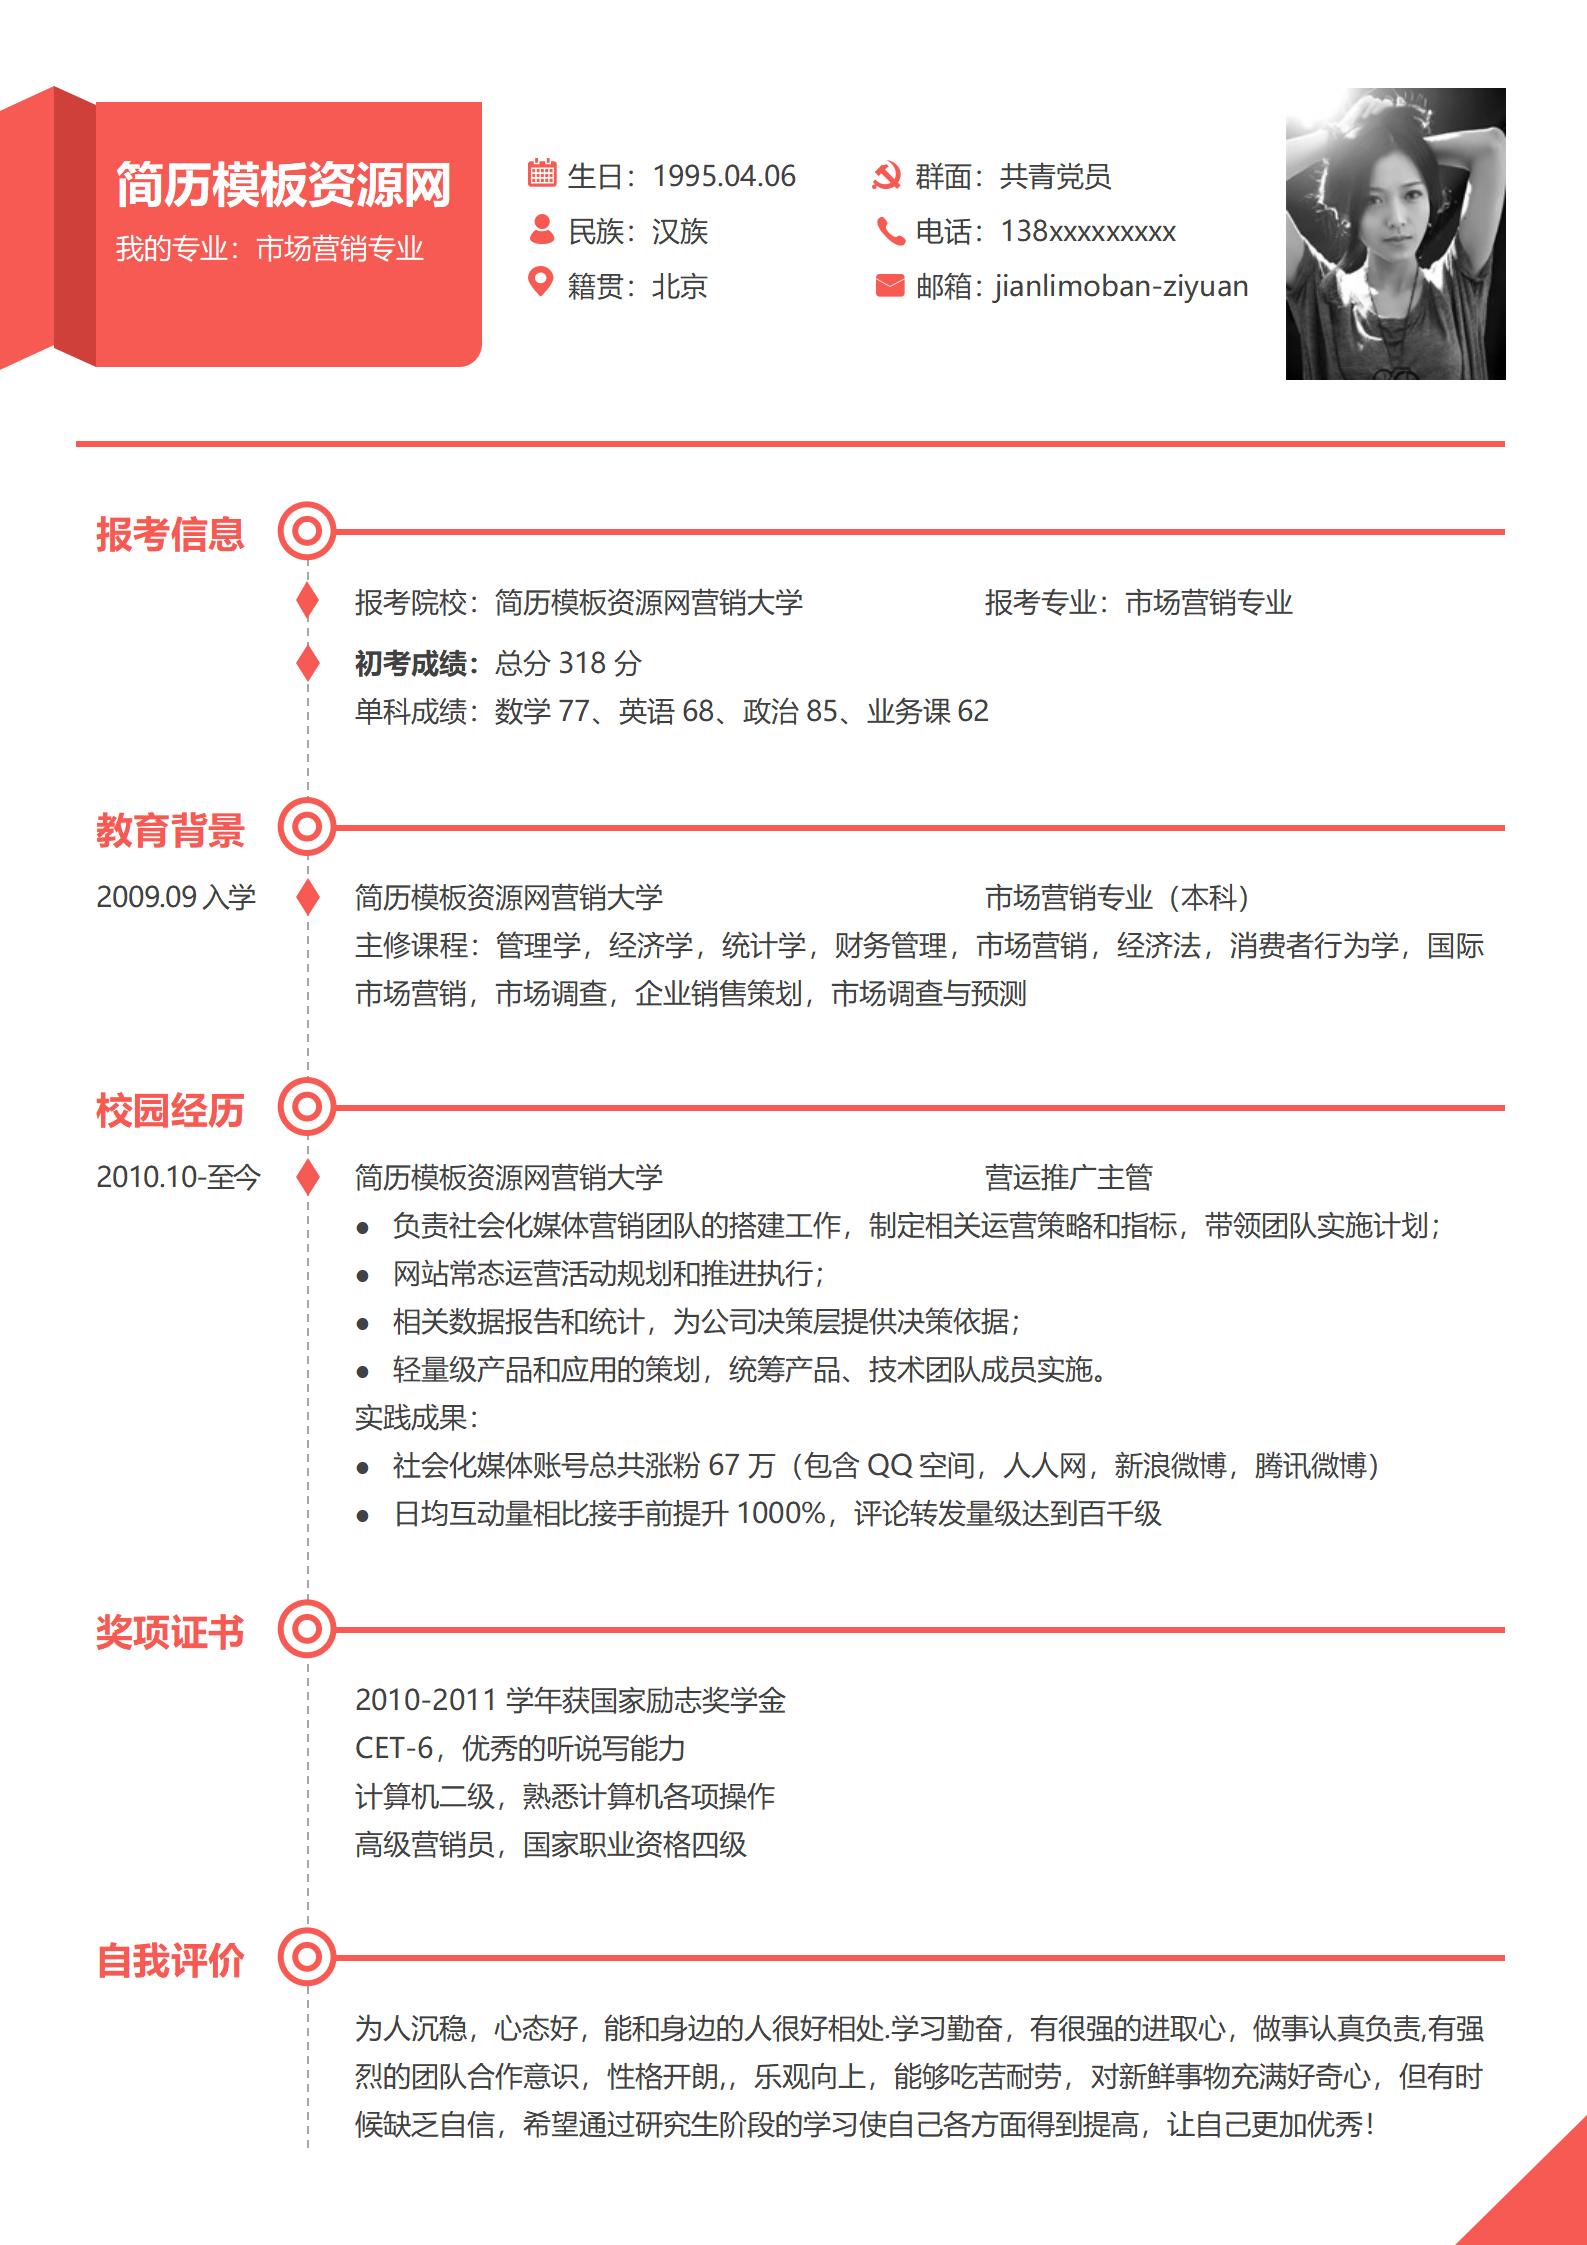 简历模板资源网
我的专业：市场营销专业
生日：1995.04.06
群面：共青党员
民族：汉族
电话：138xxxxxxxxx
籍贯：北京
邮箱：jianlimoban-ziyuan
报考信息
报考院校：简历模板资源网营销大学 报考专业：市场营销专业
初考成绩：总分 318 分
单科成绩：数学 77、英语 68、政治 85、业务课 62
教育背景
2009.09 入学 简历模板资源网营销大学 市场营销专业（本科）
主修课程：管理学，经济学，统计学，财务管理，市场营销，经济法，消费者行为学，国际
市场营销，市场调查，企业销售策划，市场调查与预测
校园经历
2010.10-至今 简历模板资源网营销大学 营运推广主管
● 负责社会化媒体营销团队的搭建工作，制定相关运营策略和指标，带领团队实施计划；
● 网站常态运营活动规划和推进执行；
● 相关数据报告和统计，为公司决策层提供决策依据；
● 轻量级产品和应用的策划，统筹产品、技术团队成员实施。
实践成果：
● 社会化媒体账号总共涨粉 67 万（包含 QQ 空间，人人网，新浪微博，腾讯微博）
● 日均互动量相比接手前提升 1000%，评论转发量级达到百千级
奖项证书
2010-2011 学年获国家励志奖学金
CET-6，优秀的听说写能力
计算机二级，熟悉计算机各项操作
高级营销员，国家职业资格四级
自我评价
为人沉稳，心态好，能和身边的人很好相处.学习勤奋，有很强的进取心，做事认真负责,有强
烈的团队合作意识，性格开朗,，乐观向上，能够吃苦耐劳，对新鲜事物充满好奇心，但有时
候缺乏自信，希望通过研究生阶段的学习使自己各方面得到提高，让自己更加优秀！